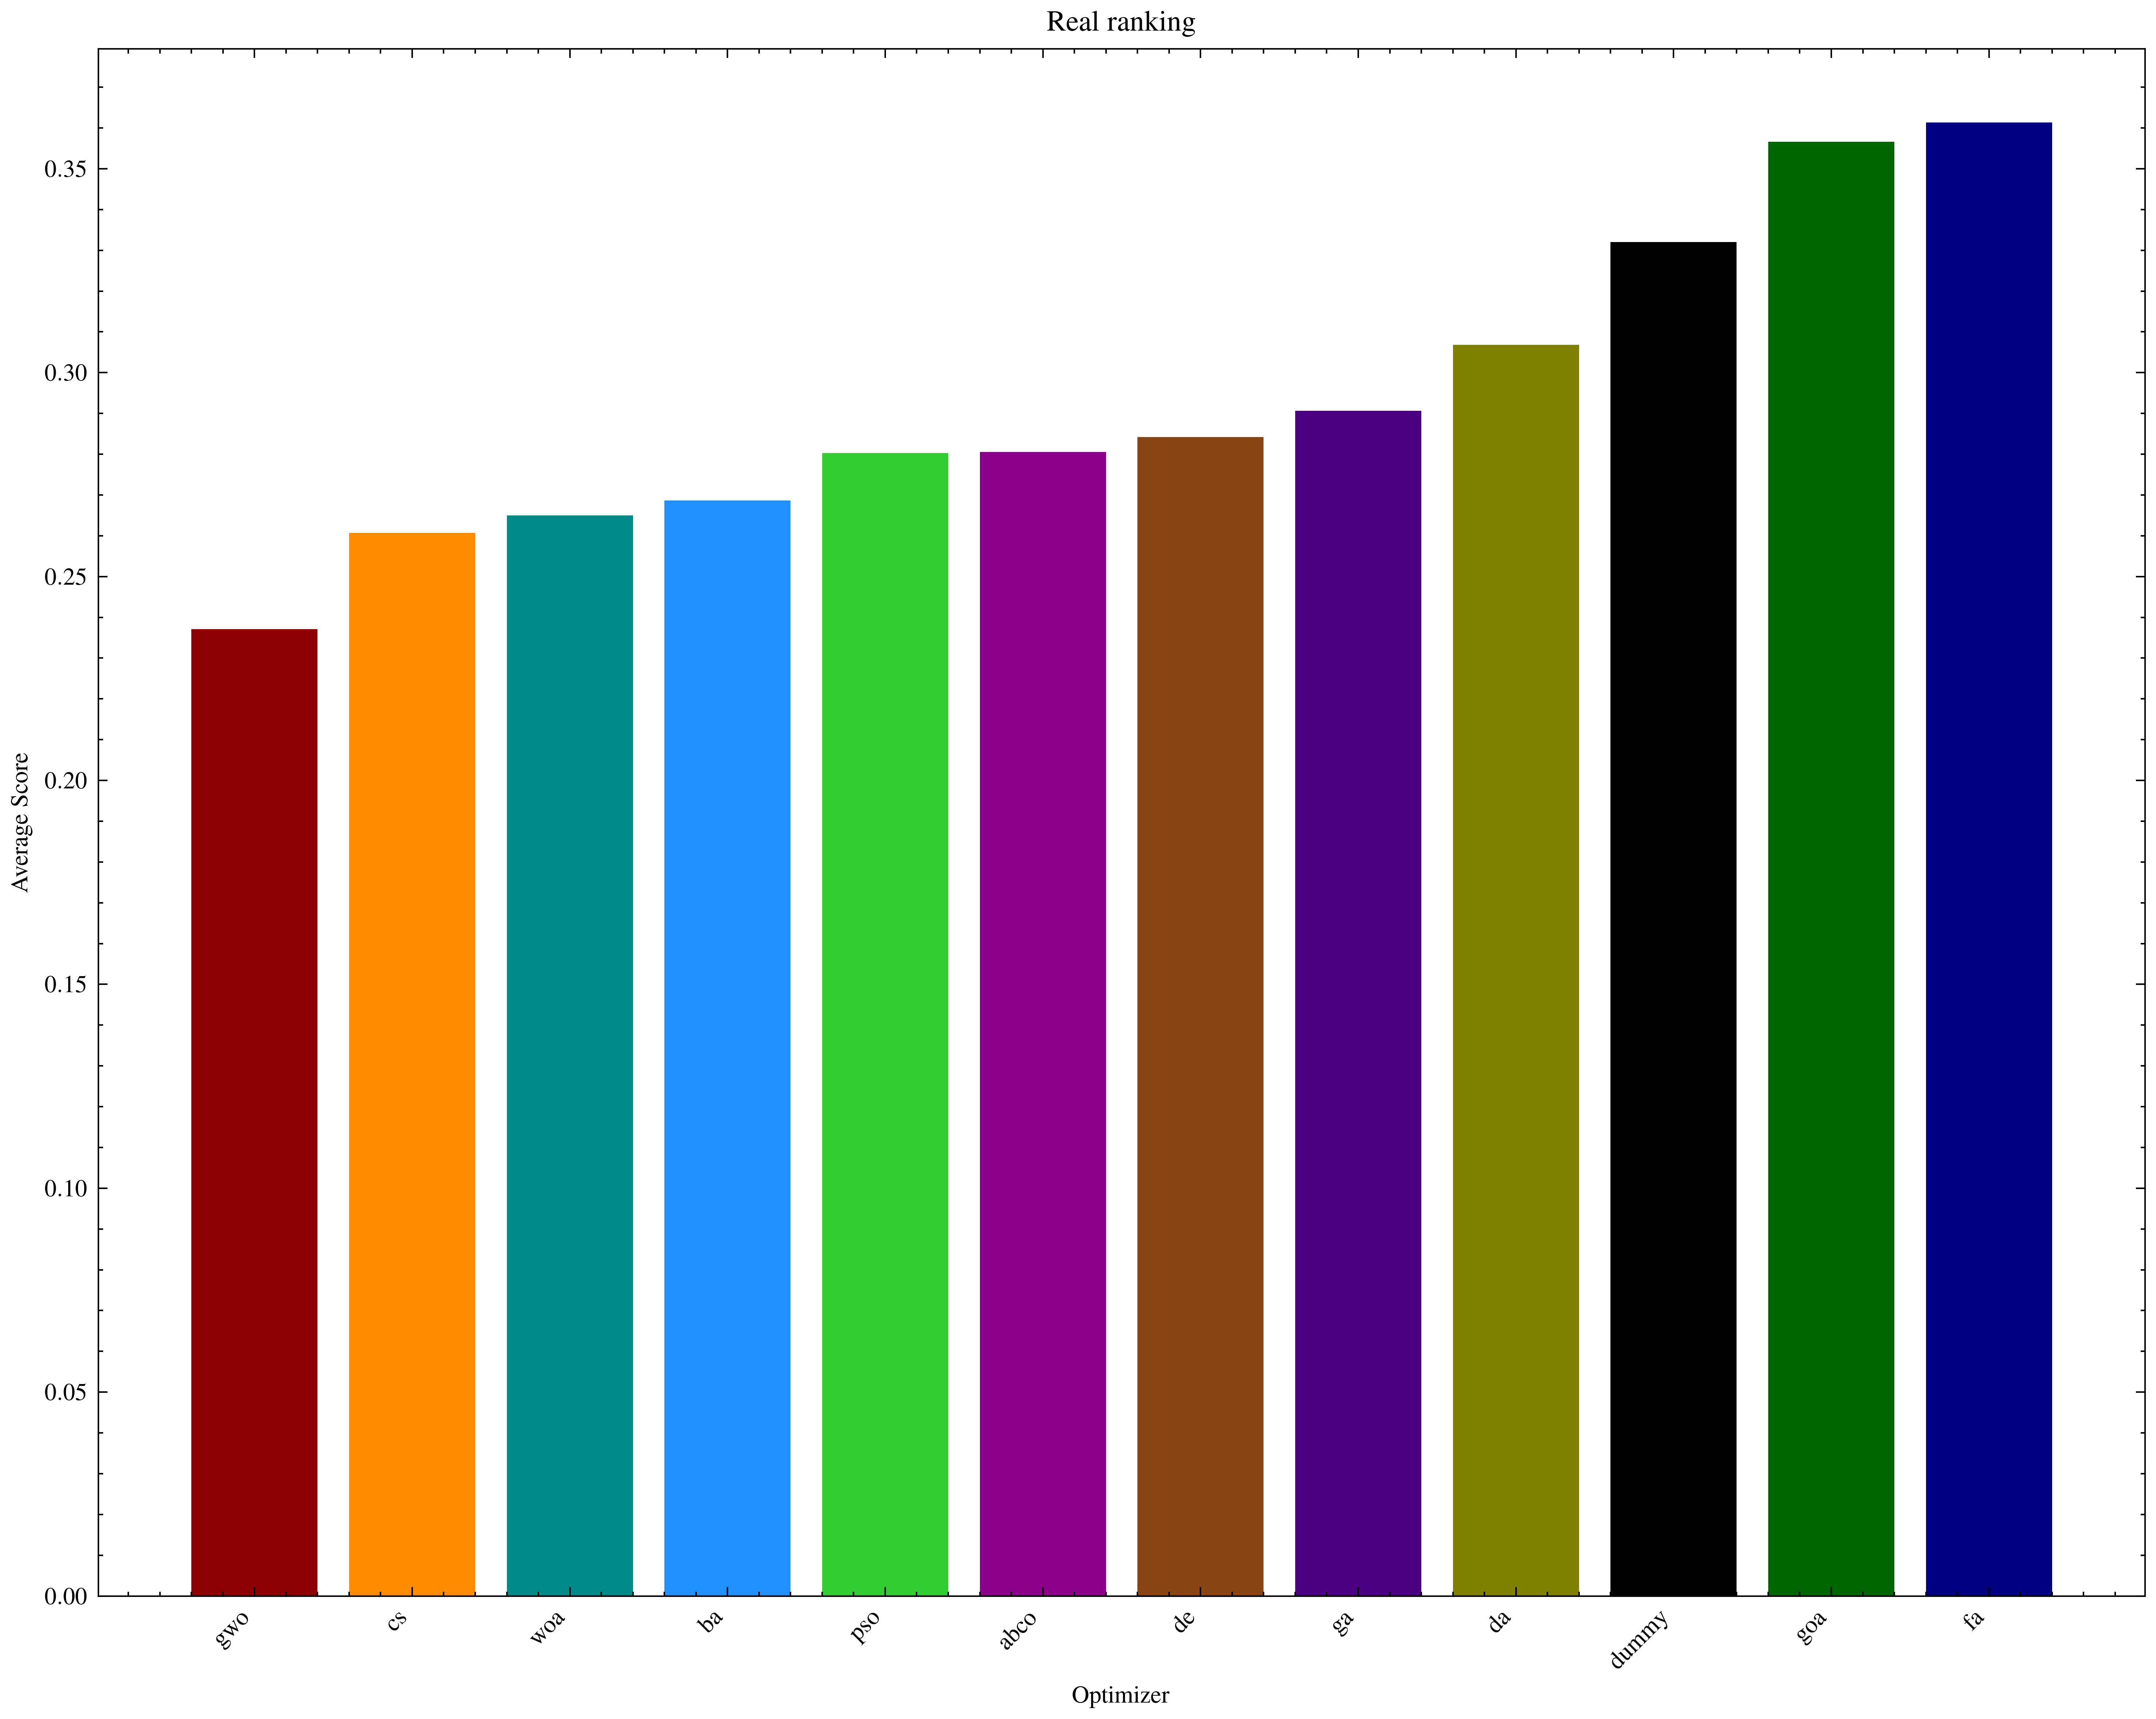 Real ranking
0.35
0.30
0.25
0.20
0.15
0.10
0.05
0.00
Average Score
gwo
cs
woa
ba
pso
abco
de
ga
da
dummy
goa
fa
Optimizer